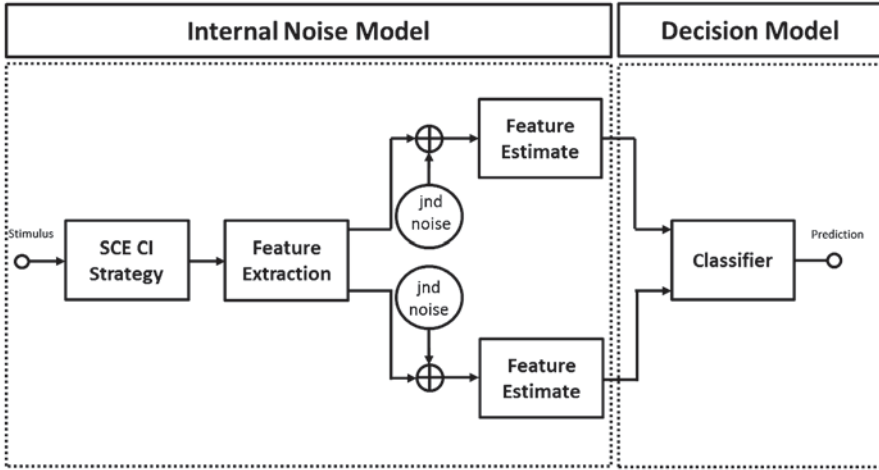 Internal Noise Model
Decision Model
Feature
Estimate
jnd
noise
Stimulus
SCE CI
Strategy
Feature
Extraction
Classifier
Prediction
jnd
noise
Feature
Estimate